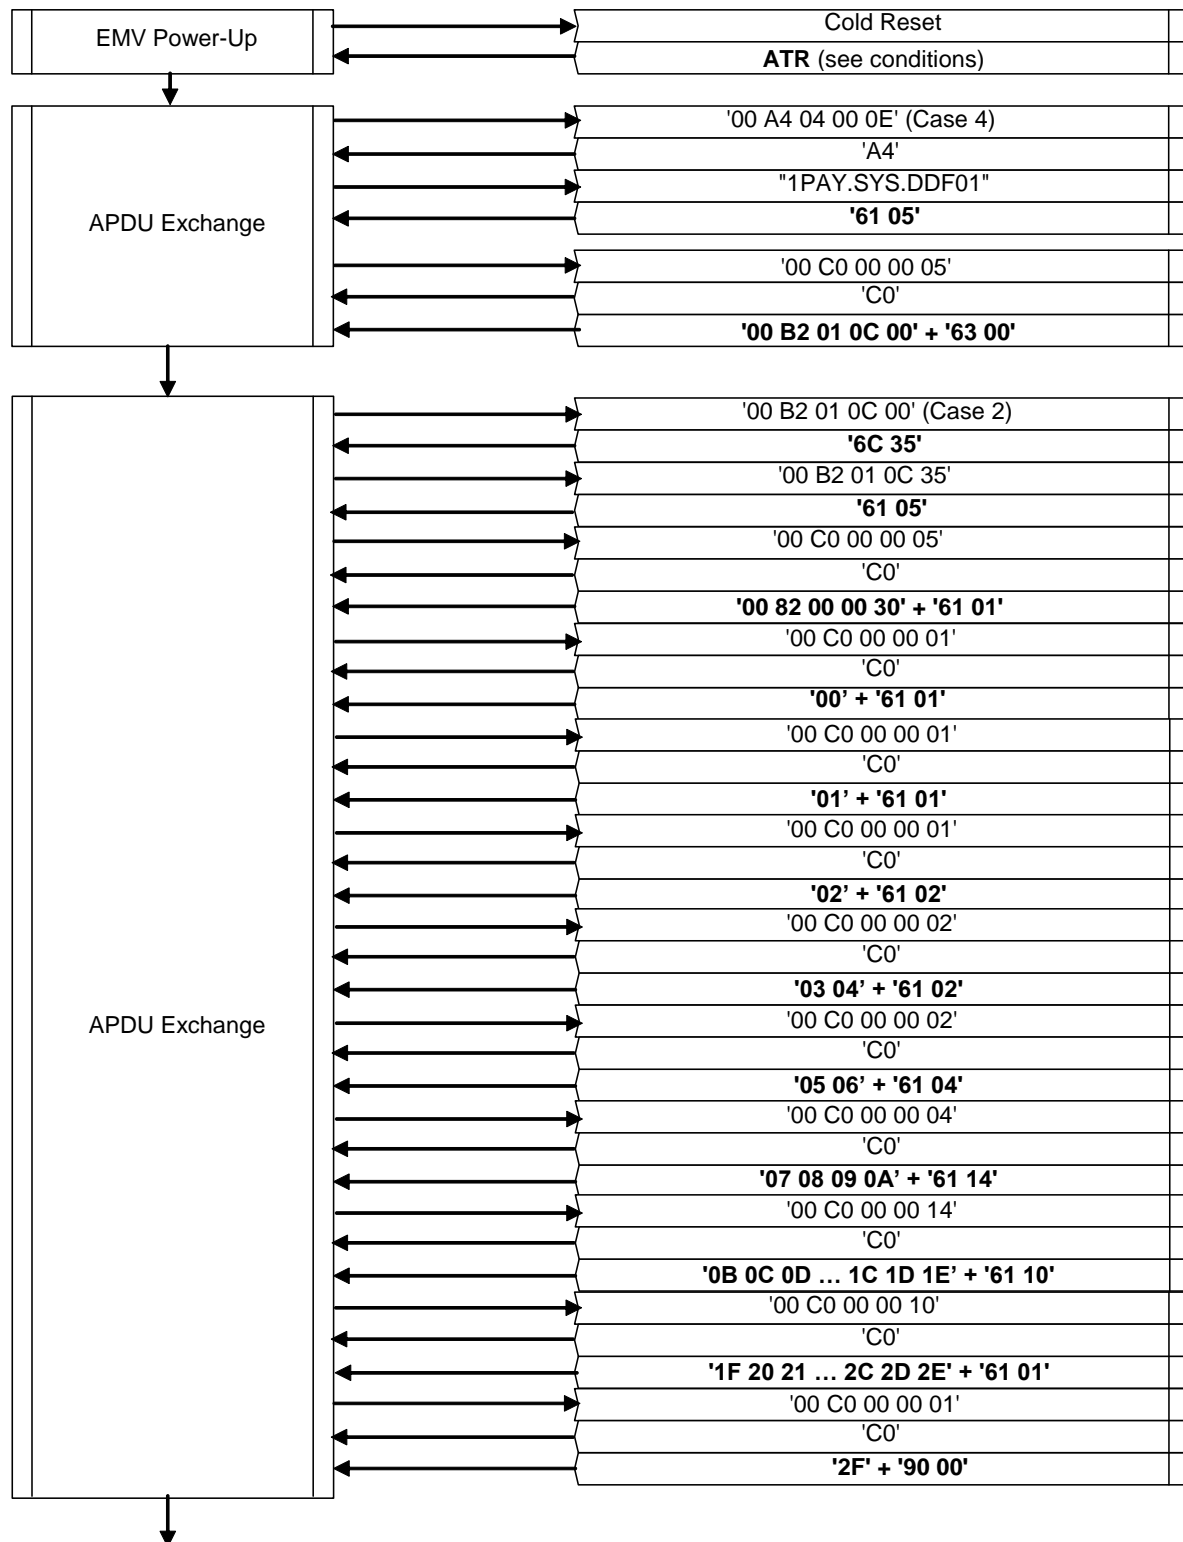 EMV Power-Up
Cold Reset
ATR (see conditions)
APDU Exchange
'00 A4 04 00 0E' (Case 4)
'A4'
"1PAY.SYS.DDF01"
'61 05'
'00 C0 00 00 05'
'C0'
'00 B2 01 0C 00' + '63 00'
APDU Exchange
'00 B2 01 0C 00' (Case 2)
'6C 35'
'00 B2 01 0C 35'
'61 05'
'00 C0 00 00 05'
'C0'
'00 82 00 00 30' + '61 01'
'00 C0 00 00 01'
'C0'
'00’ + '61 01'
'00 C0 00 00 01'
'C0'
'01’ + '61 01'
'00 C0 00 00 01'
'C0'
'02’ + '61 02'
'00 C0 00 00 02'
'C0'
'03 04’ + '61 02'
'00 C0 00 00 02'
'C0'
'05 06’ + '61 04'
'00 C0 00 00 04'
'C0'
'07 08 09 0A’ + '61 14'
'00 C0 00 00 14'
'C0'
'0B 0C 0D … 1C 1D 1E’ + '61 10'
'00 C0 00 00 10'
'C0'
'1F 20 21 … 2C 2D 2E' + '61 01'
'00 C0 00 00 01'
'C0'
'2F' + '90 00'